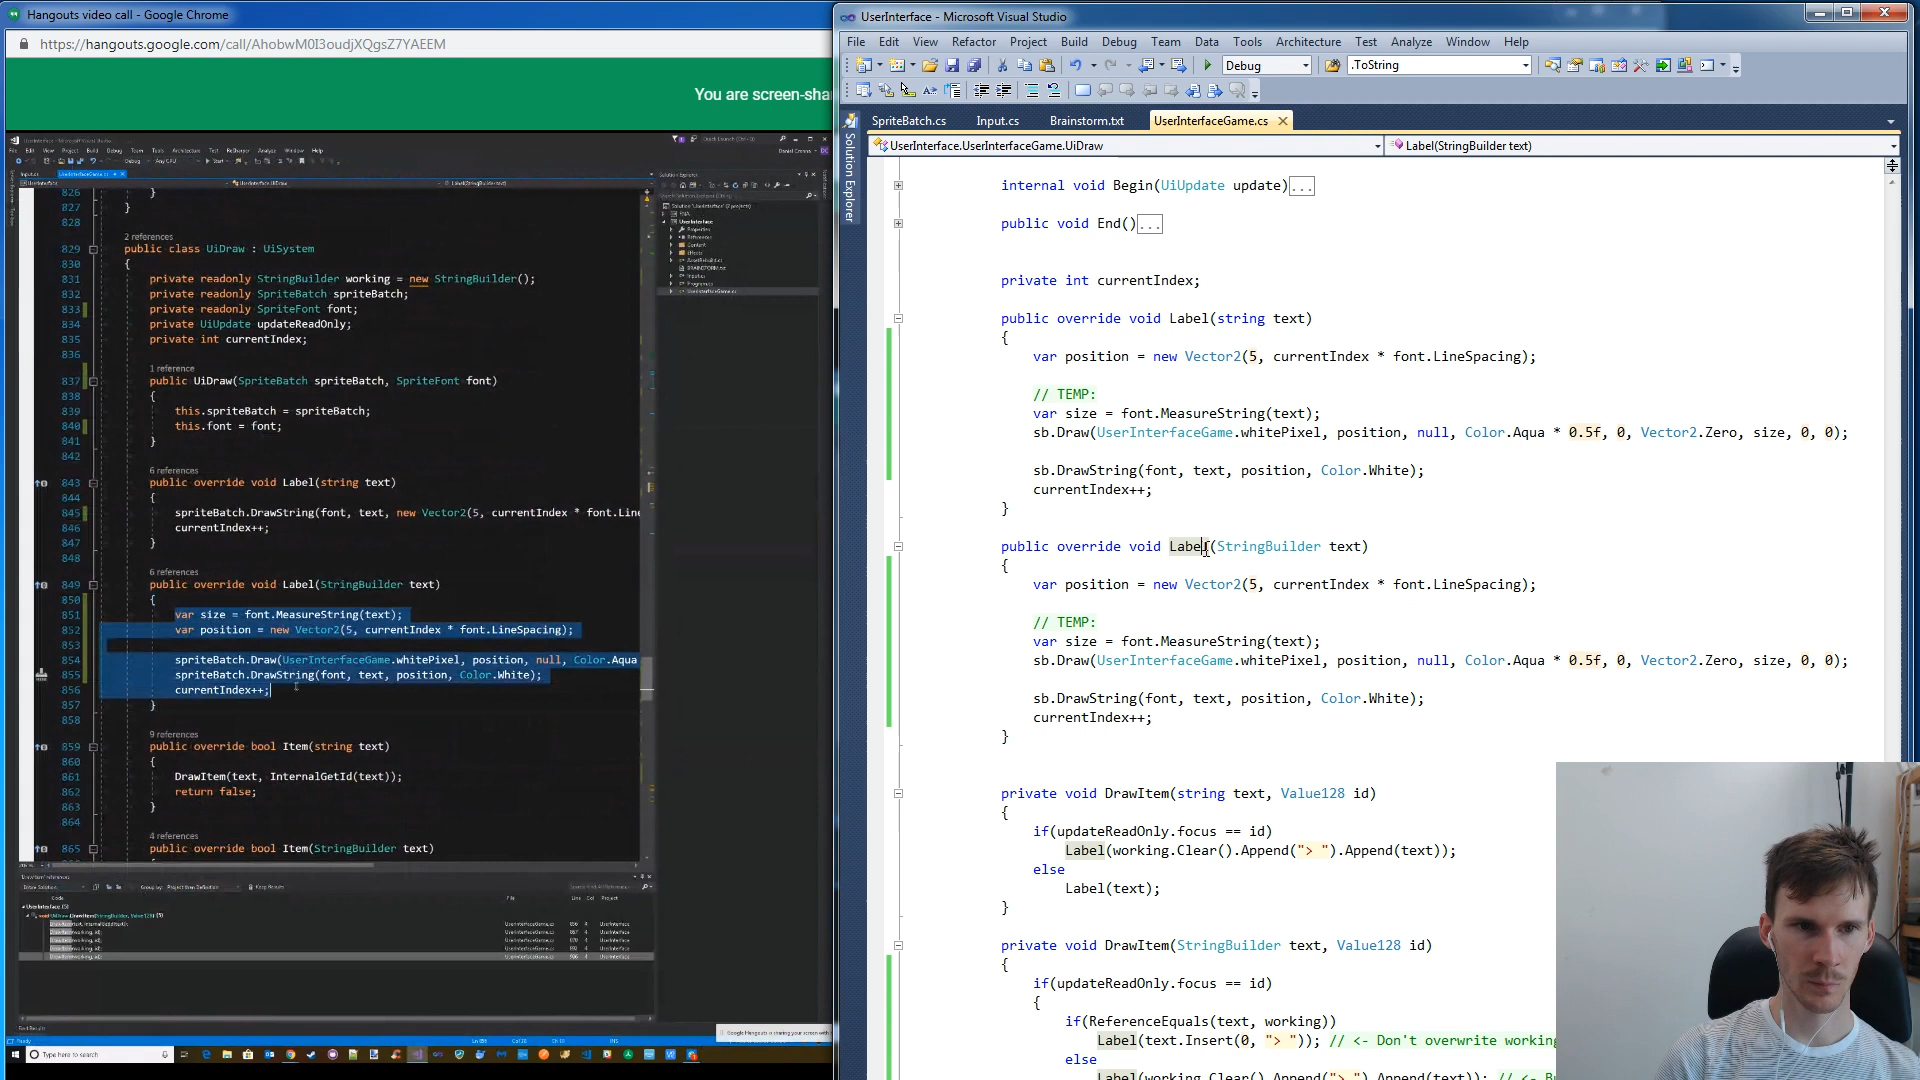 Hangouts video call - Google Chrome
https://hangouts.google.com/call/AhobwM0I3oudjXQgsZ7YAEEM
You are screen-sha
826
}
827
}
828
2 references
829 public class UiDraw : UiSystem
830 {
831 private readonly StringBuilder working = new StringBuilder();
832 private readonly SpriteBatch spriteBatch;
833 private readonly SpriteFont font;
834 private UiUpdate updateReadOnly;
835 private int currentIndex;
836
1 reference
837 public UiDraw(SpriteBatch spriteBatch, SpriteFont font)
838 {
839 this.spriteBatch = spriteBatch;
840 this.font = font;
841 }
842
6 references
843 public override void Label(string text)
844 {
845 spriteBatch.DrawString(font, text, new Vector2(5, currentIndex * font.Line
846 currentIndex++;
847 }
848
6 references
849 public override void Label(StringBuilder text)
850 {
851 var size = font.MeasureString(text);
852 var position = new Vector2(5, currentIndex * font.LineSpacing);
853
854 spriteBatch.Draw(UserInterfaceGame.whitePixel, position, null, Color.Aqua
855 spriteBatch.DrawString(font, text, position, Color.White);
856 currentIndex++;
857 }
858
9 references
859 public override bool Item(string text)
860 {
861 DrawItem(text, InternalGetId(text));
862 return false;
863 }
864
4 references
865 public override bool Item(StringBuilder text)
Type here to search
UserInterface - Microsoft Visual Studio
File Edit View Refactor Project Build Debug Team Data Tools Architecture Test Analyze Window Help
Debug
.ToString
SpriteBatch.cs Input.cs Brainstorm.txt UserInterfaceGame.cs
UserInterface.UserInterfaceGame.UiDraw
Label(StringBuilder text)
Solution Explorer
internal void Begin(UiUpdate update)...
public void End()...
private int currentIndex;
public override void Label(string text)
{
var position = new Vector2(5, currentIndex * font.LineSpacing);
// TEMP:
var size = font.MeasureString(text);
sb.Draw(UserInterfaceGame.whitePixel, position, null, Color.Aqua * 0.5f, 0, Vector2.Zero, size, 0, 0);
sb.DrawString(font, text, position, Color.White);
currentIndex++;
}
public override void Label(StringBuilder text)
{
var position = new Vector2(5, currentIndex * font.LineSpacing);
// TEMP:
var size = font.MeasureString(text);
sb.Draw(UserInterfaceGame.whitePixel, position, null, Color.Aqua * 0.5f, 0, Vector2.Zero, size, 0, 0);
sb.DrawString(font, text, position, Color.White);
currentIndex++;
}
private void DrawItem(string text, Value128 id)
{
if(updateReadOnly.focus == id)
Label(working.Clear().Append("> ").Append(text));
else
Label(text);
}
private void DrawItem(StringBuilder text, Value128 id)
{
if(updateReadOnly.focus == id)
{
if(ReferenceEquals(text, working))
Label(text.Insert(0, "> ")); // <- Don't overwrite working
else
Label(working.Clear().Append("> ").Append(text)); // <- B